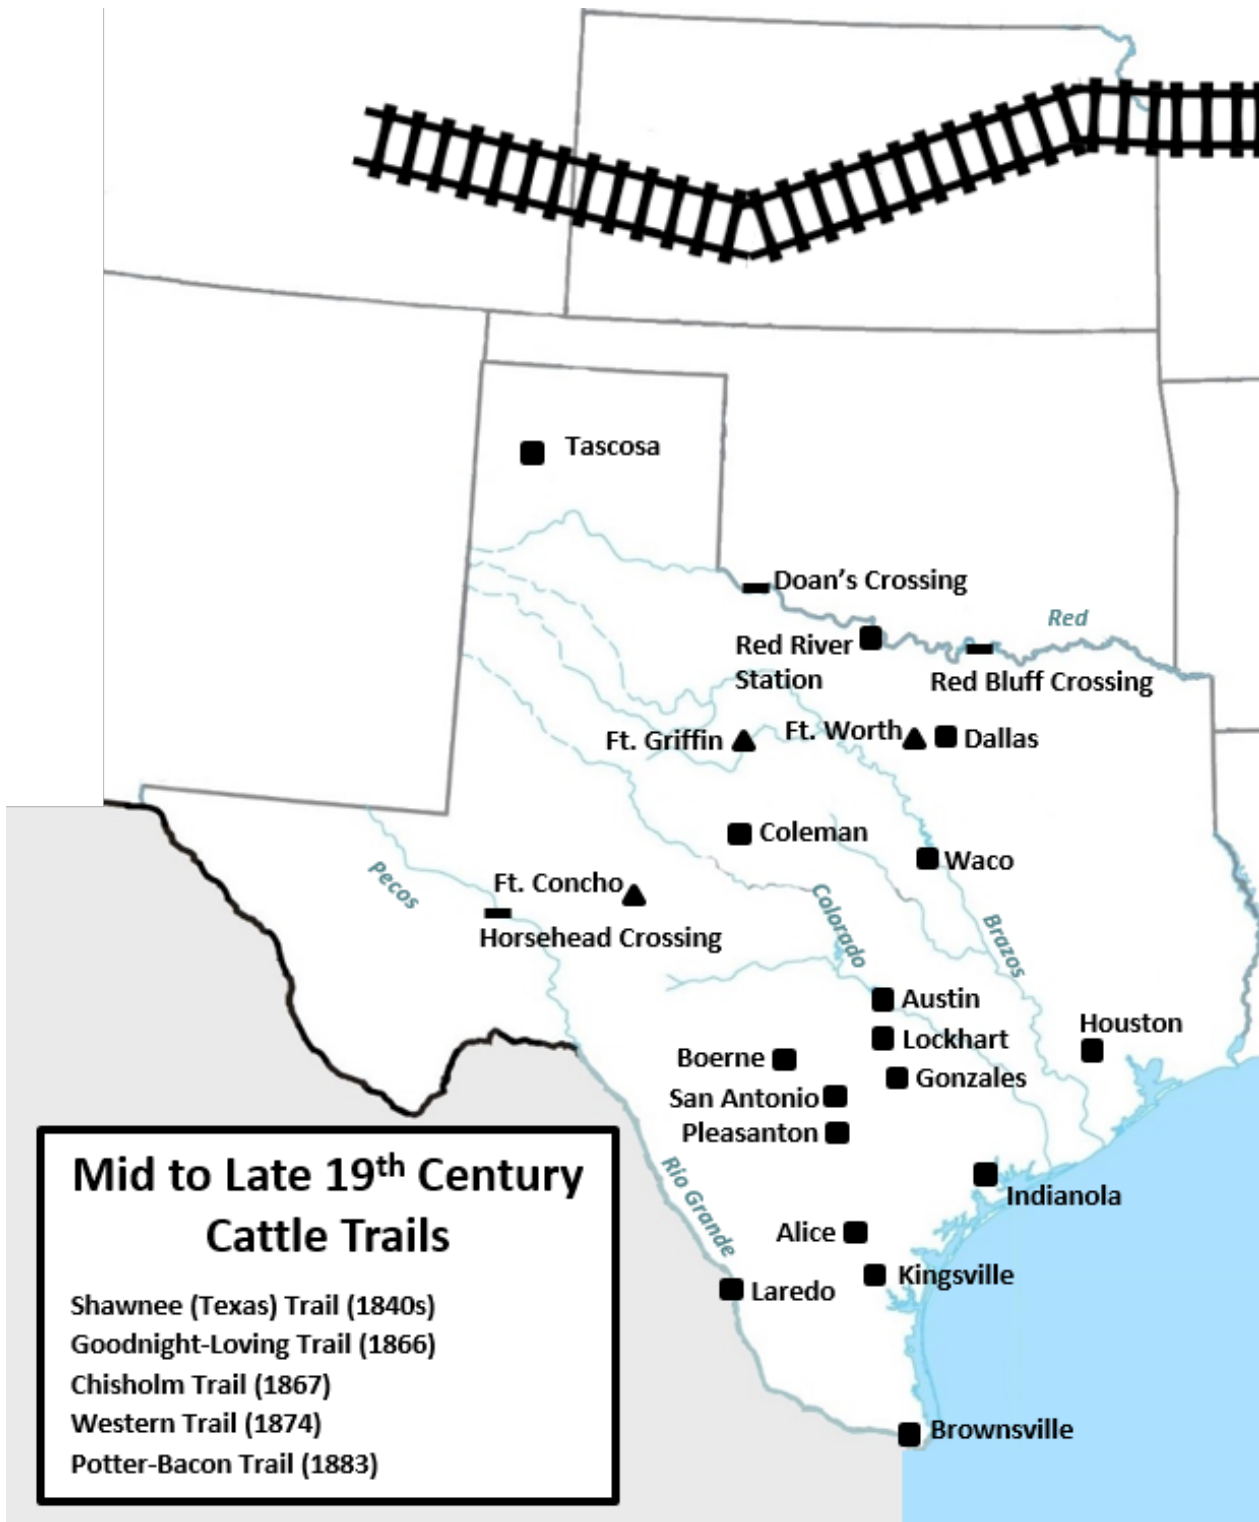 Tascosa
Doan's Crossing
Red
Red River
Station
Red Bluff Crossing
Ft. Griffin
Ft. Worth
Dallas
Coleman
Waco
Pecos
Ft. Concho
Horsehead Crossing
Colorado
Brazos
Austin
Lockhart
Houston
Boerne
Gonzales
San Antonio
Pleasanton
Rio Grande
Indianola
Alice
Kingsville
Laredo
Brownsville
Mid to Late 19th Century
Cattle Trails
Shawnee (Texas) Trail (1840s)
Goodnight-Loving Trail (1866)
Chisholm Trail (1867)
Western Trail (1874)
Potter-Bacon Trail (1883)